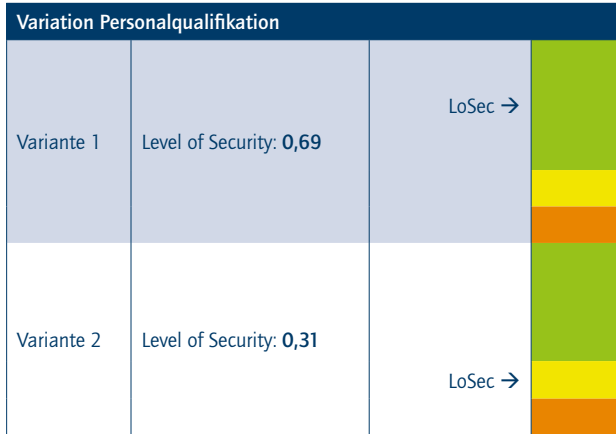 Variation Personalqualifikation
LoSec →
Variante 1 Level of Security: 0,69
Variante 2 Level of Security: 0,31
LoSec →